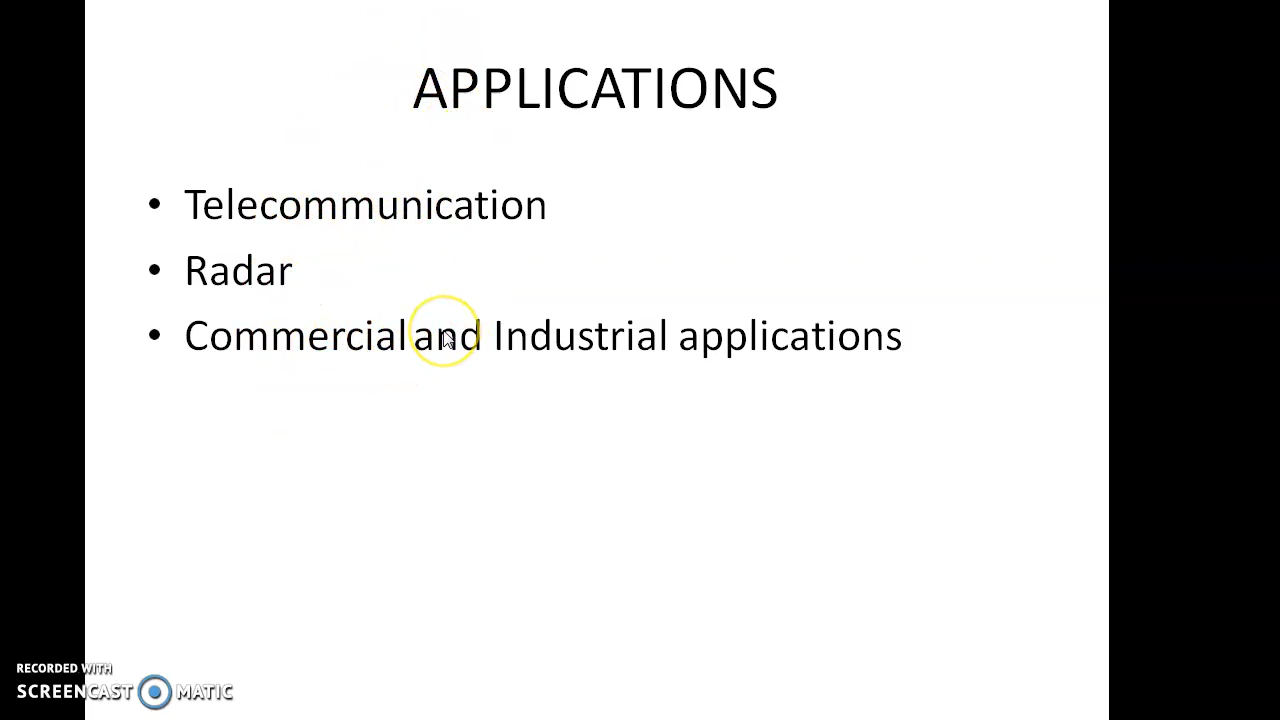 APPLICATIONS
• Telecommunication
• Radar
• Commercial and Industrial applications
RECORDED WITH
SCREENCAST MATIC